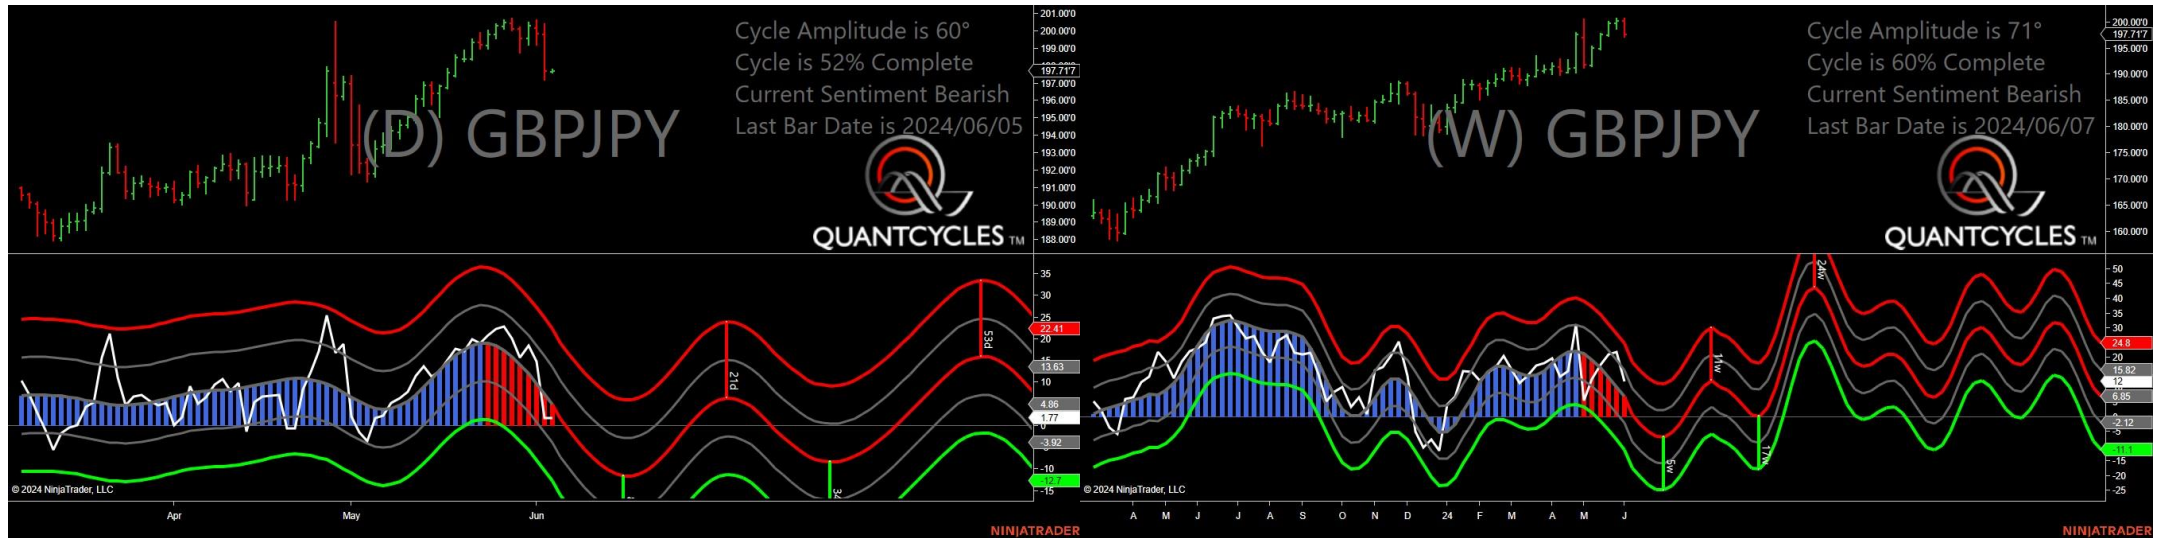 Cycle Amplitude is 60°
Cycle is 52% Complete
Current Sentiment Bearish
Last Bar Date is 2024/06/05
(D) GBPJPY
QUANTCYCLES TM
201.00'0
200.00'0
199.00'0
197.71'7
196.00'0
195.00'0
194.00'0
193.00'0
192.00'0
191.00'0
190.00'0
189.00'0
188.00'0
21d
53d
35
30
25
22.41
20
13.63
10
4.86
1.77
-3.92
-10
-12.7
-15
© 2024 NinjaTrader, LLC
Apr May Jun
NINJATRADER
Cycle Amplitude is 71°
Cycle is 60% Complete
Current Sentiment Bearish
Last Bar Date is 2024/06/07
(W) GBPJPY
QUANTCYCLES TM
200.00'0
197.71'7
195.00'0
190.00'0
185.00'0
180.00'0
175.00'0
170.00'0
165.00'0
160.00'0
24w
11w
5w
17w
50
45
40
35
30
24.8
20
15.82
12
6.85
-2.12
-5
-11.1
-15
-20
-25
© 2024 NinjaTrader, LLC
A M J J A S O N D 24 F M A M J
NINJATRADER